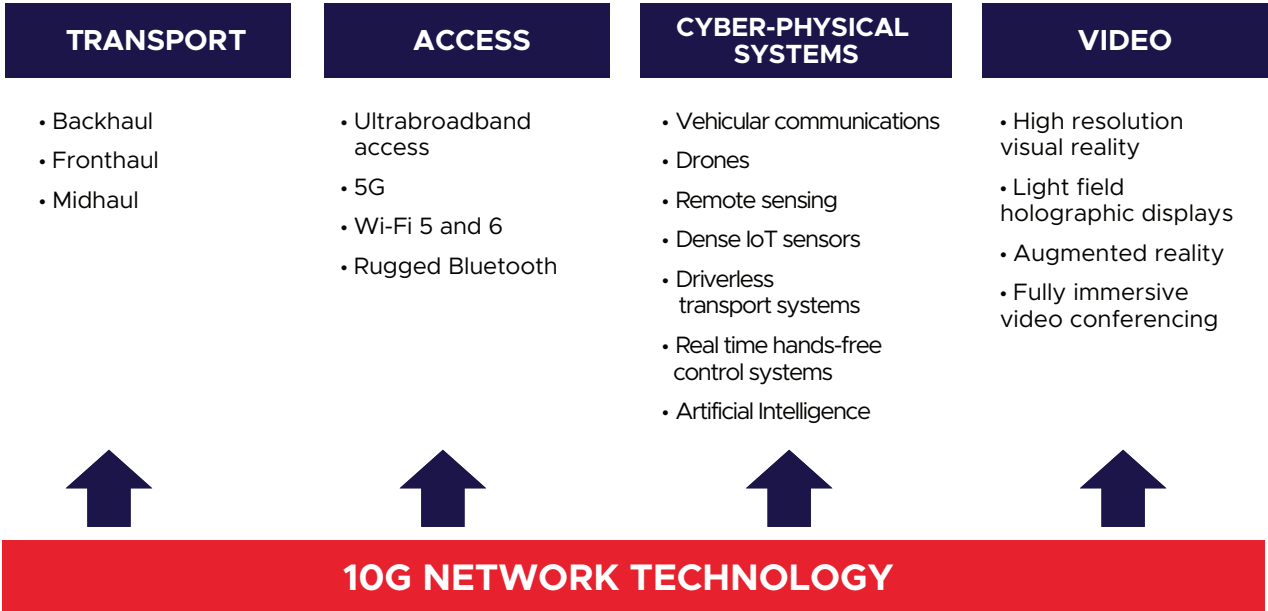 TRANSPORT
• Backhaul
• Fronthaul
• Midhaul
ACCESS
• Ultrabroadband
access
• 5G
• Wi-Fi 5 and 6
• Rugged Bluetooth
CYBER-PHYSICAL
SYSTEMS
• Vehicular communications
• Drones
• Remote sensing
• Dense IoT sensors
• Driverless
transport systems
• Real time hands-free
control systems
• Artificial Intelligence
VIDEO
• High resolution
visual reality
• Light field
holographic displays
• Augmented reality
• Fully immersive
video conferencing
10G NETWORK TECHNOLOGY